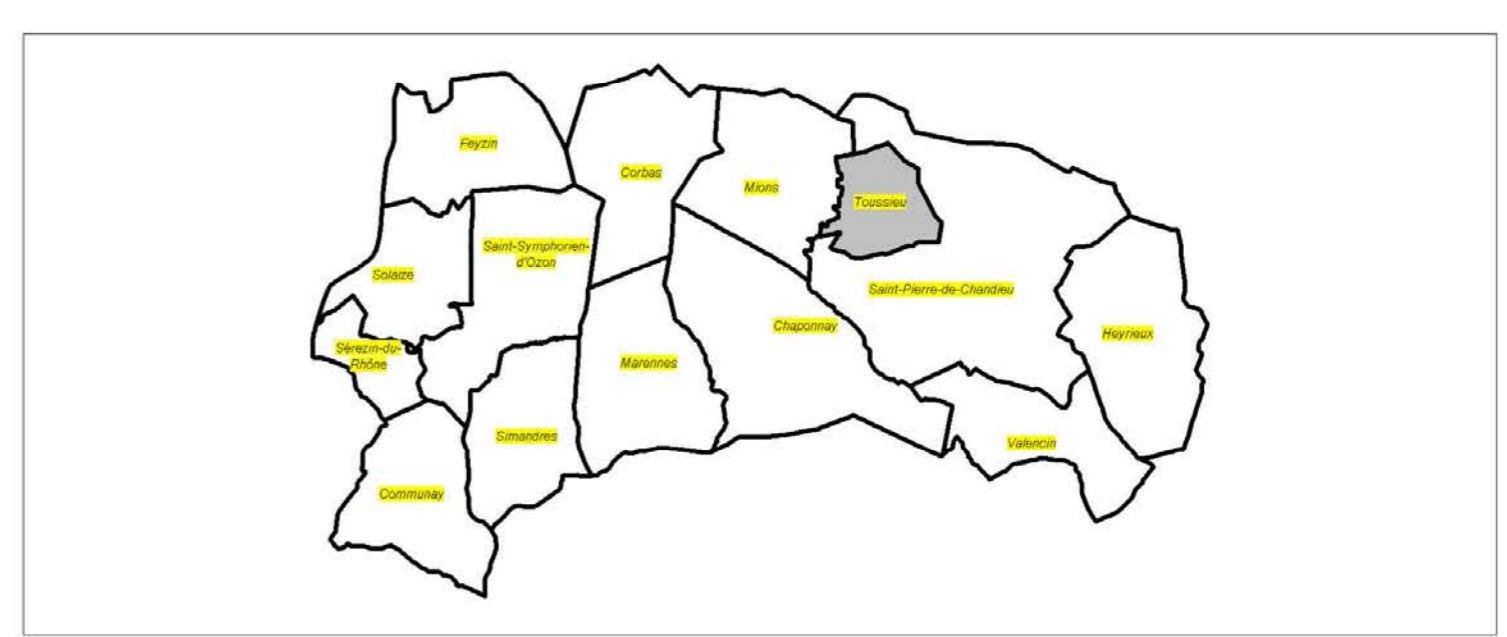 Feyzin
Corbas
Mions
Toussieu
Saint-Symphorien-
d'Ozon
Solaize
Saint-Pierre-de-Chandieu
Chaponnay
Heyrieux
Sérezin-du-
Rhône
Marennes
Simandres
Valencin
Communay